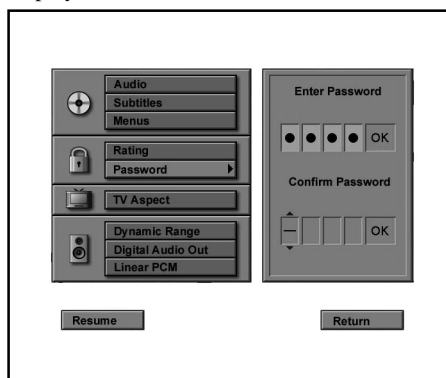 Audio
Subtitles
Menus
Rating
Password
TV Aspect
Dynamic Range
Digital Audio Out
Linear PCM
Enter Password
OK
Confirm Password
OK
Resume
Return